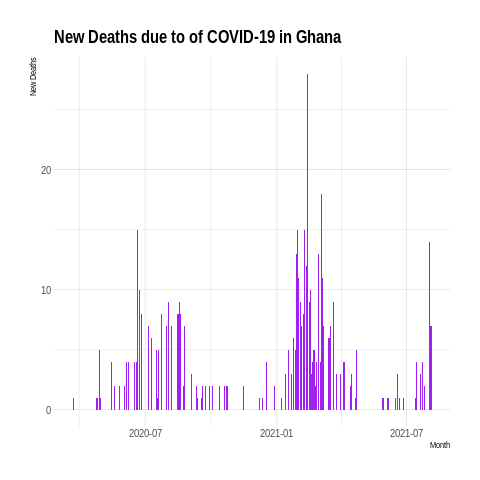 New Deaths due to of COVID-19 in Ghana
New Deaths
20
10
0
2020-07
2021-01
2021-07
Month